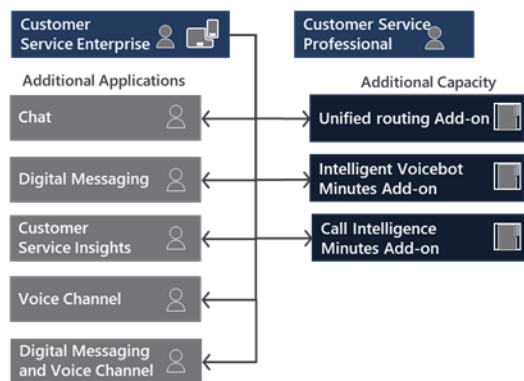 Customer
Service Enterprise
Customer Service
Professional
Additional Applications
Additional Capacity
Chat
Unified routing Add-on
Digital Messaging
Intelligent Voicebot
Minutes Add-on
Customer
Service Insights
Call Intelligence
Minutes Add-on
Voice Channel
Digital Messaging
and Voice Channel